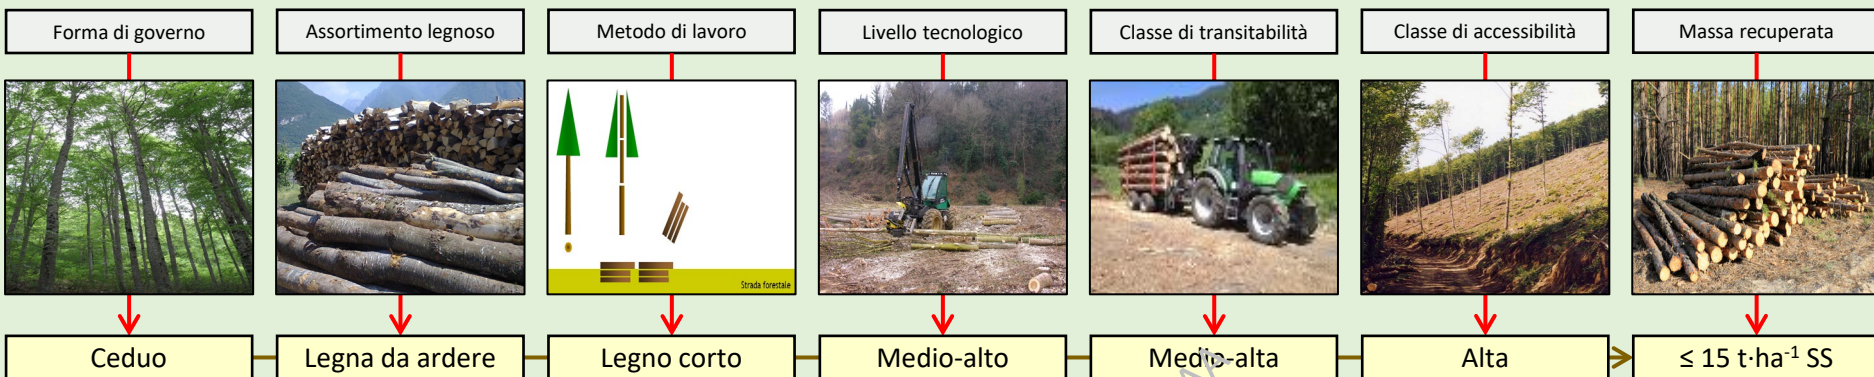 Forma di governo
Assortimento legnoso
Metodo di lavoro
Livello tecnologico
Classe di transitabilità
Classe di accessibilità
Massa recuperata
Strada forestale
Ceduo
Legna da ardere
Legno corto
Medio-alto
Medio-alta
Alta
≤ 15 t·ha⁻¹ SS